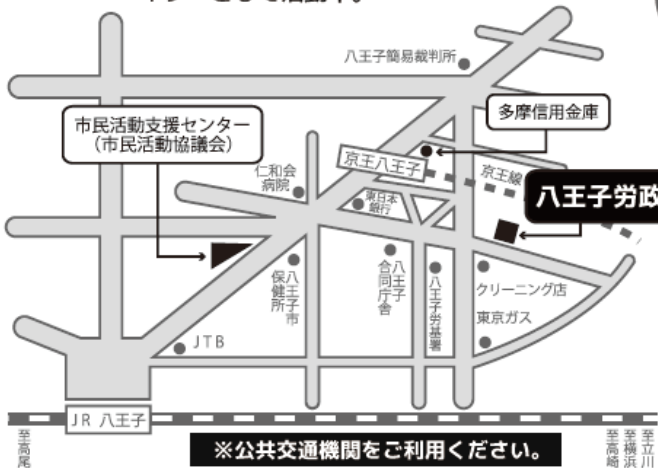 八王子簡易裁判所
市民活動支援センター
（市民活動協議会）
多摩信用金庫
京王八王子
京王線
仁和会
病院
東日本
銀行
八王子労政
八王子市
保健所
八王子
合同庁舎
八王子労基署
クリーニング店
東京ガス
JTB
JR 八王子
至高尾
※公共交通機関をご利用ください。
至高崎
至横浜
至立川